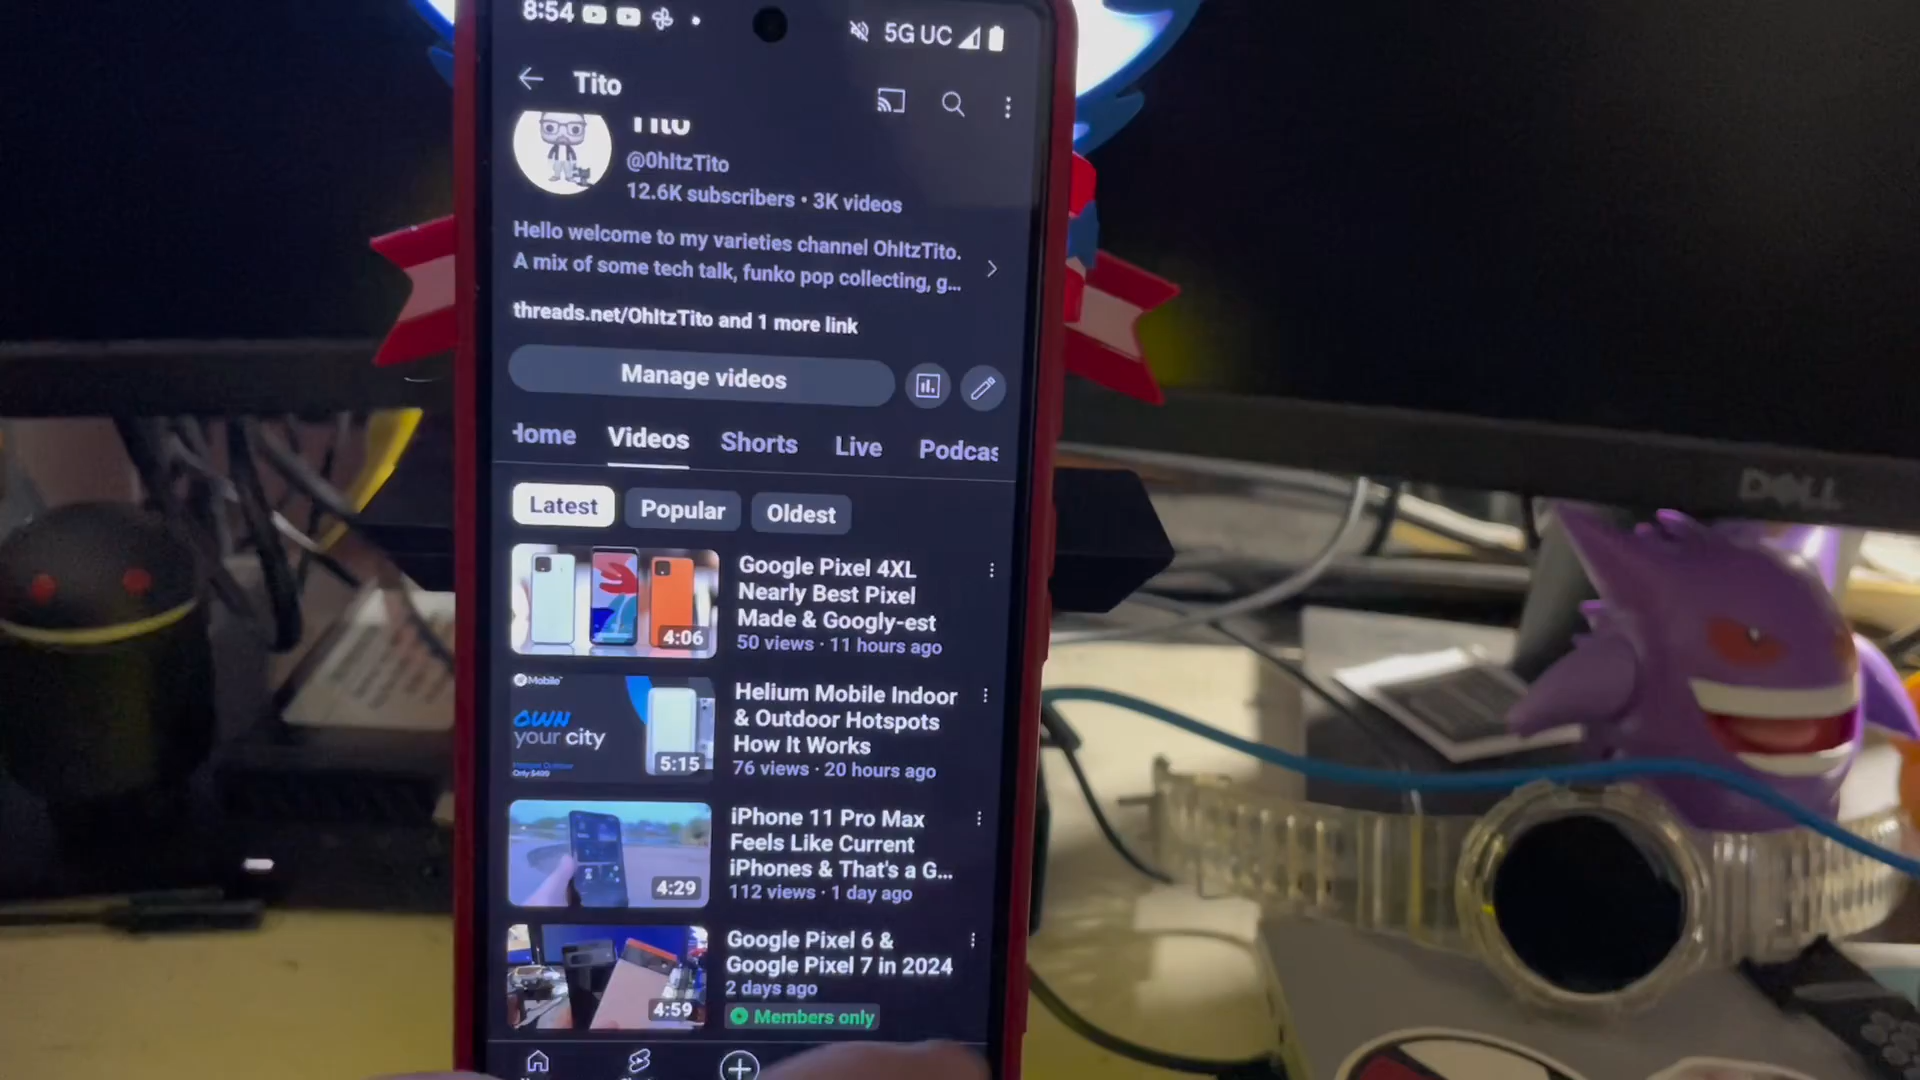 8:54
5G UC
Tito
Tito
@OhItzTito
12.6K subscribers • 3K videos
Hello welcome to my varieties channel OhItzTito.
A mix of some tech talk, funko pop collecting, g...
threads.net/OhItzTito and 1 more link
Manage videos
Home Videos Shorts Live Podcas
Latest Popular Oldest
4:06
Google Pixel 4XL
Nearly Best Pixel
Made & Googly-est
50 views · 11 hours ago
Mobile
OWN
your city
Only $499
5:15
Helium Mobile Indoor
& Outdoor Hotspots
How It Works
76 views · 20 hours ago
4:29
iPhone 11 Pro Max
Feels Like Current
iPhones & That's a G...
112 views · 1 day ago
4:59
Google Pixel 6 &
Google Pixel 7 in 2024
2 days ago
Members only
DELL